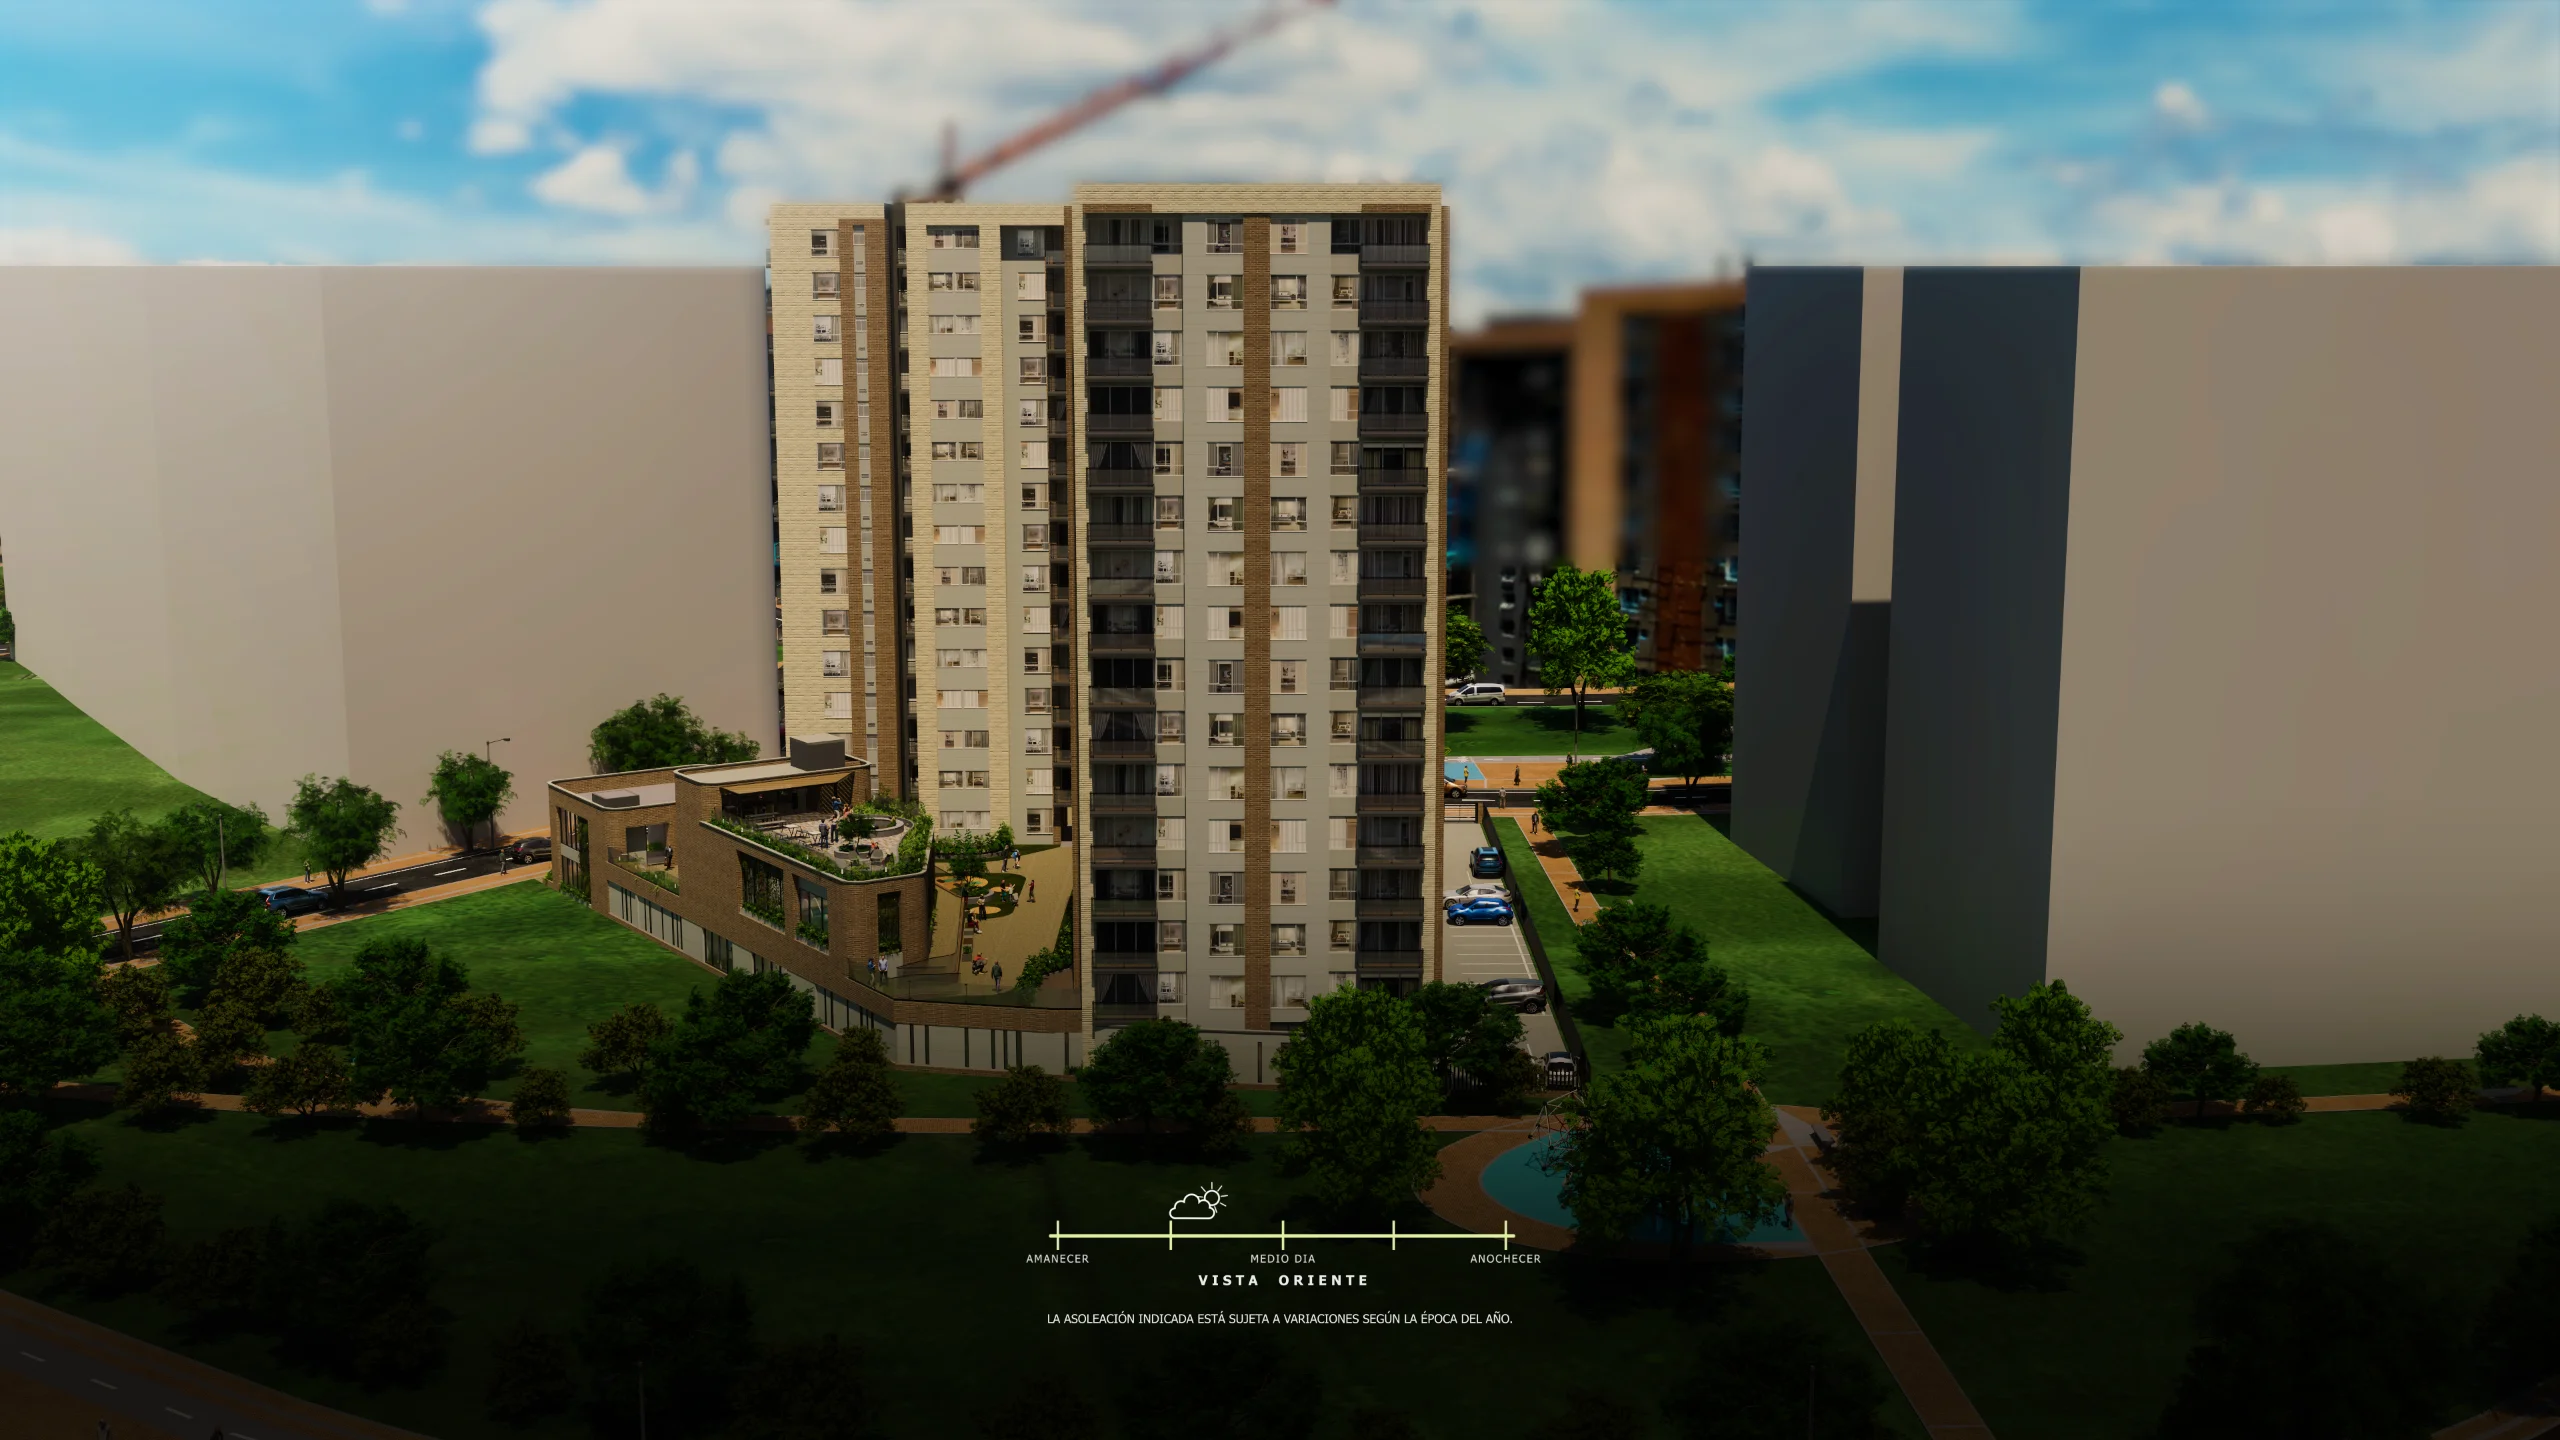 AMANECER MEDIO DIA ANOCHECER
VISTA ORIENTE
LA ASOLEACIÓN INDICADA ESTÁ SUJETA A VARIACIONES SEGÚN LA ÉPOCA DEL AÑO.